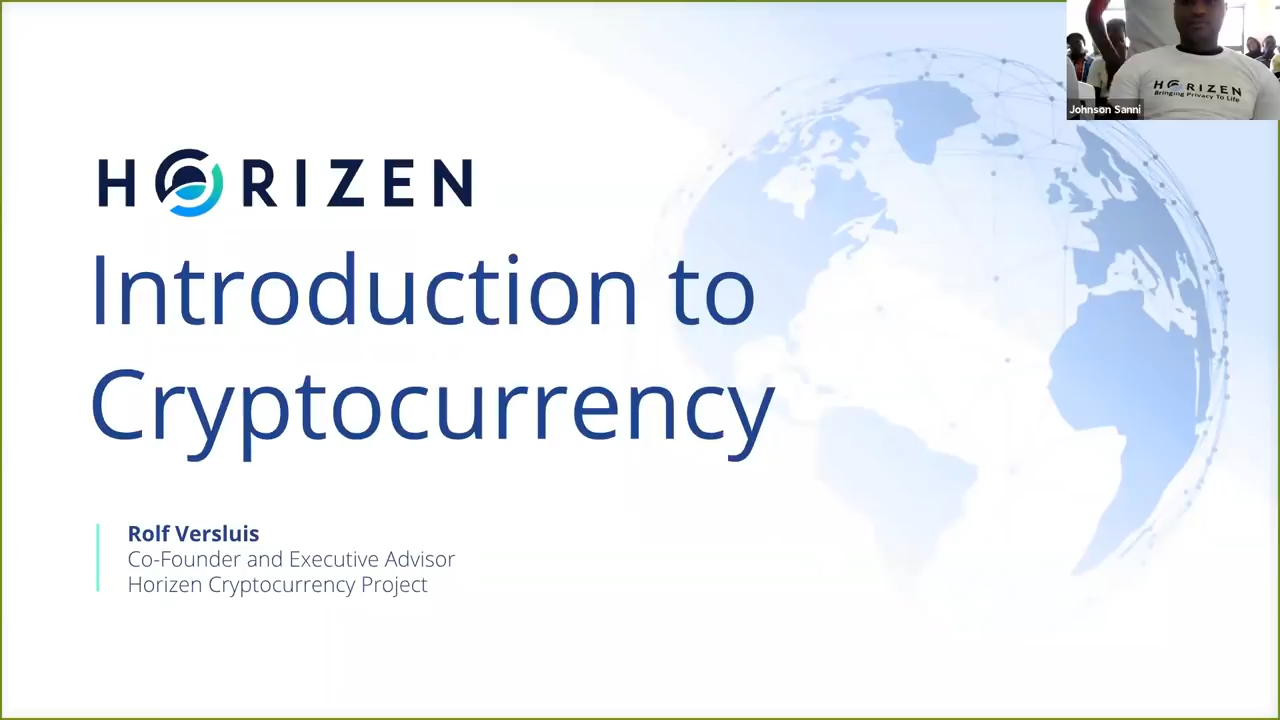 HORIZEN
Introduction to
Cryptocurrency
Rolf Versluis
Co-Founder and Executive Advisor
Horizen Cryptocurrency Project
HORIZEN
Bringing Privacy To Life
Johnson Sanni